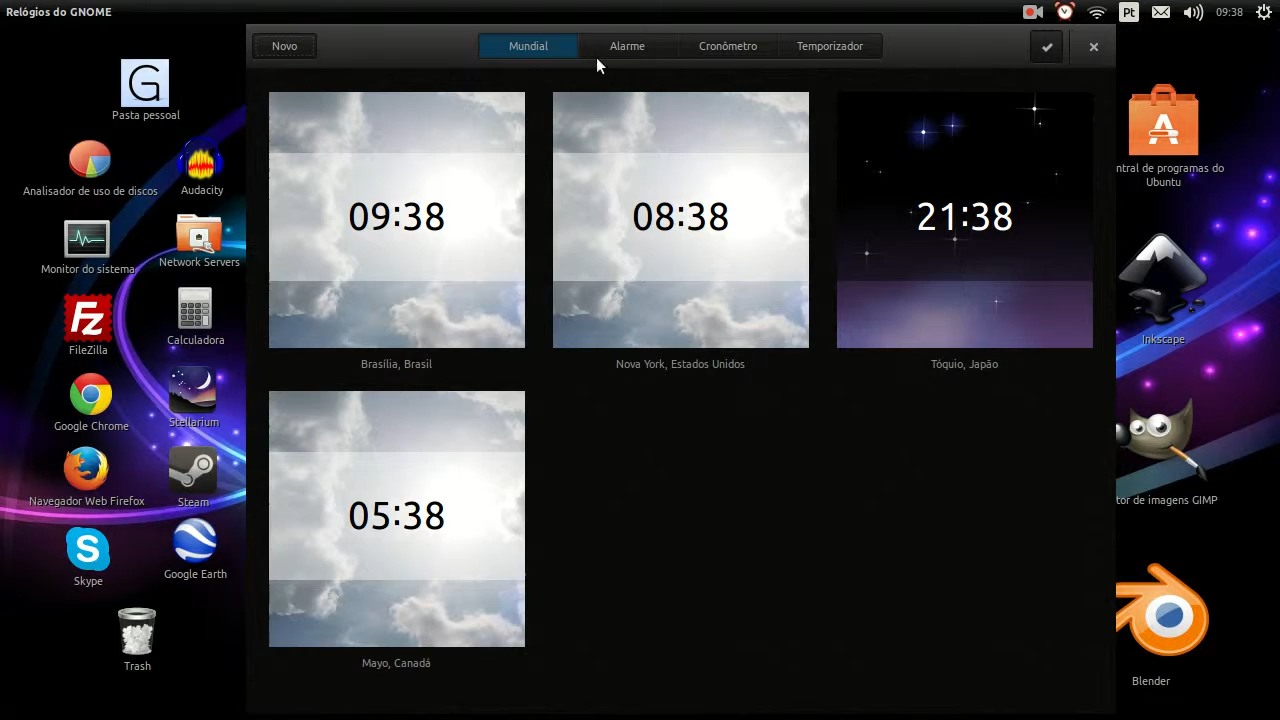 Relógios do GNOME
Pt
09:38
Novo
Mundial
Alarme
Cronômetro
Temporizador
09:38
Brasília, Brasil
08:38
Nova York, Estados Unidos
21:38
Tóquio, Japão
05:38
Mayo, Canadá
Pasta pessoal
Analisador de uso de discos
Audacity
Monitor do sistema
Network Servers
FileZilla
Calculadora
Google Chrome
Stellarium
Navegador Web Firefox
Steam
Skype
Google Earth
Trash
ntral de programas do
Ubuntu
Inkscape
tor de imagens GIMP
Blender